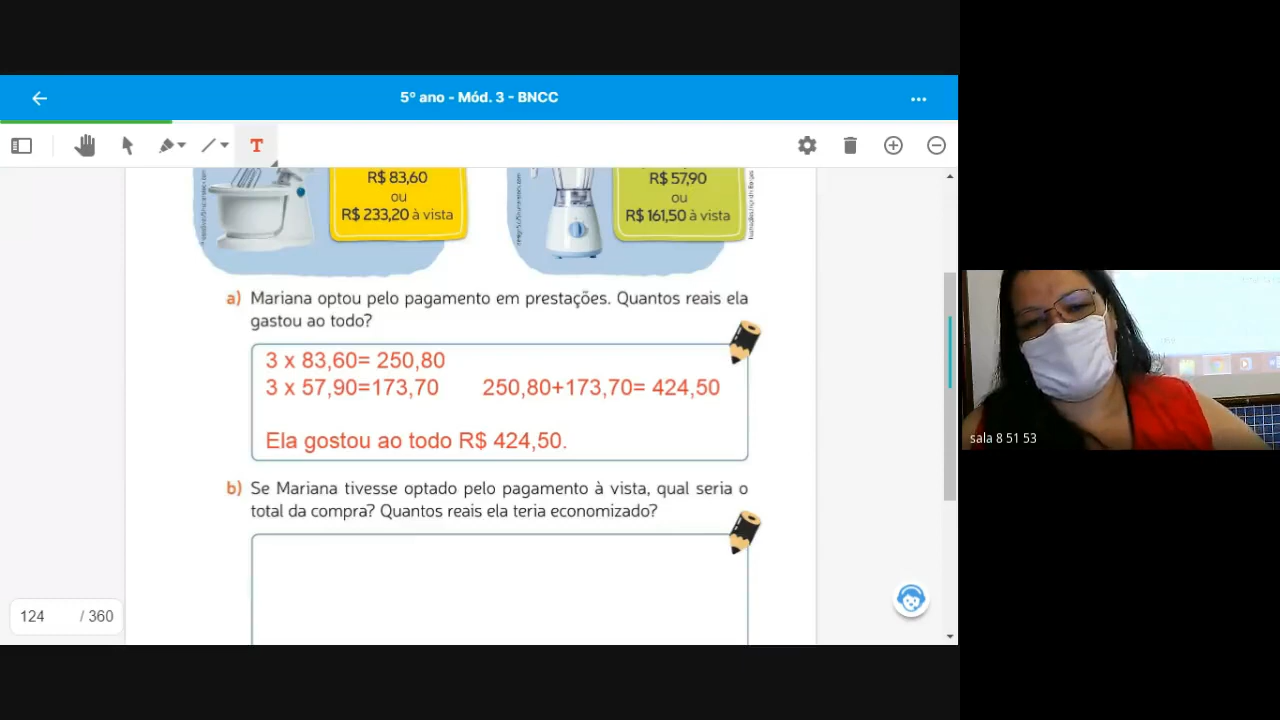 5º ano - Mód. 3 - BNCC
T
R$ 83,60
ou
R$ 233,20 à vista
R$ 57,90
ou
R$ 161,50 à vista
a) Mariana optou pelo pagamento em prestações. Quantos reais ela
gastou ao todo?
3 x 83,60= 250,80
3 x 57,90=173,70 250,80+173,70= 424,50
Ela gostou ao todo R$ 424,50.
b) Se Mariana tivesse optado pelo pagamento à vista, qual seria o
total da compra? Quantos reais ela teria economizado?
124 / 360
sala 8 51 53